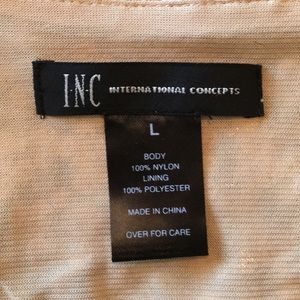 I·N·C INTERNATIONAL CONCEPTS
L
BODY
100% NYLON
LINING
100% POLYESTER
MADE IN CHINA
OVER FOR CARE